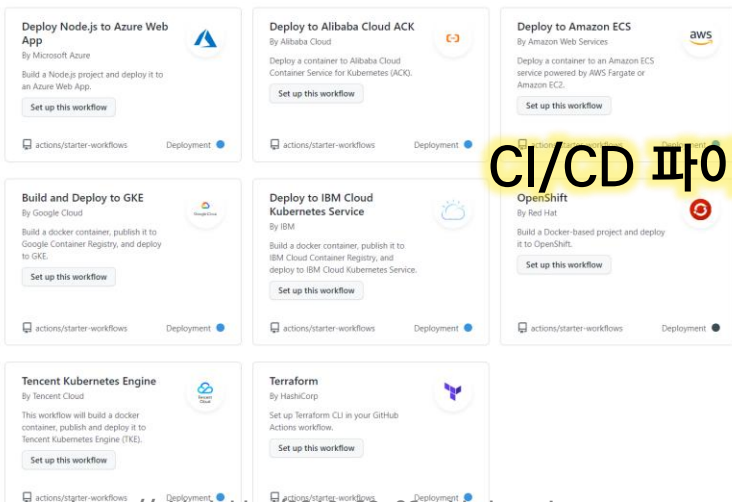 Deploy Node.js to Azure Web
App
By Microsoft Azure
Build a Node.js project and deploy it to
an Azure Web App.
Set up this workflow
actions/starter-workflows Deployment
Deploy to Alibaba Cloud ACK
By Alibaba Cloud
Deploy a container to Alibaba Cloud
Container Service for Kubernetes (ACK).
Set up this workflow
actions/starter-workflows Deployment
Deploy to Amazon ECS
By Amazon Web Services
aws
Deploy a container to an Amazon ECS
service powered by AWS Fargate or
Amazon EC2.
Set up this workflow
CI/CD 파이
Build and Deploy to GKE
By Google Cloud
Google Cloud
Build a docker container, publish it to
Google Container Registry, and deploy
to GKE.
Set up this workflow
actions/starter-workflows Deployment
Deploy to IBM Cloud
Kubernetes Service
By IBM
Build a docker container, publish it to
IBM Cloud Container Registry, and
deploy to IBM Cloud Kubernetes Service.
Set up this workflow
actions/starter-workflows Deployment
OpenShift
By Red Hat
Build a Docker-based project and deploy
it to OpenShift.
Set up this workflow
actions/starter-workflows Deployment
Tencent Kubernetes Engine
By Tencent Cloud
Tencent
Cloud
This workflow will build a docker
container, publish and deploy it to
Tencent Kubernetes Engine (TKE).
Set up this workflow
actions/starter-workflows Deployment
Terraform
By HashiCorp
Set up Terraform CLI in your GitHub
Actions workflow.
Set up this workflow
actions/starter-workflows Deployment